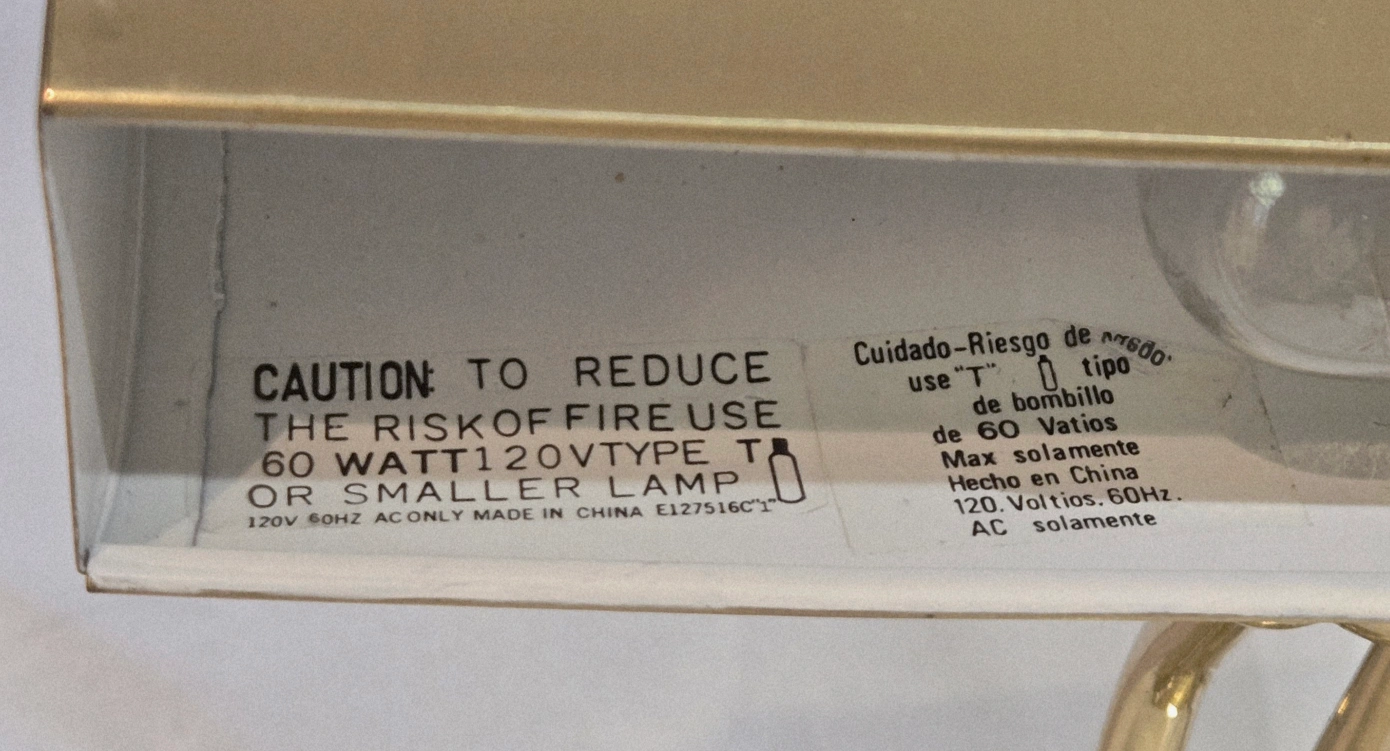 CAUTION: TO REDUCE
THE RISK OF FIRE USE
60 WATT 120V TYPE T
OR SMALLER LAMP
120V 60HZ AC ONLY MADE IN CHINA E127516C"1"
Cuidado-Riesgo de
use "T" tipo
de bombillo
de 60 Vatios
Max solamente
Hecho en China
120. Voltios. 60Hz.
AC solamente